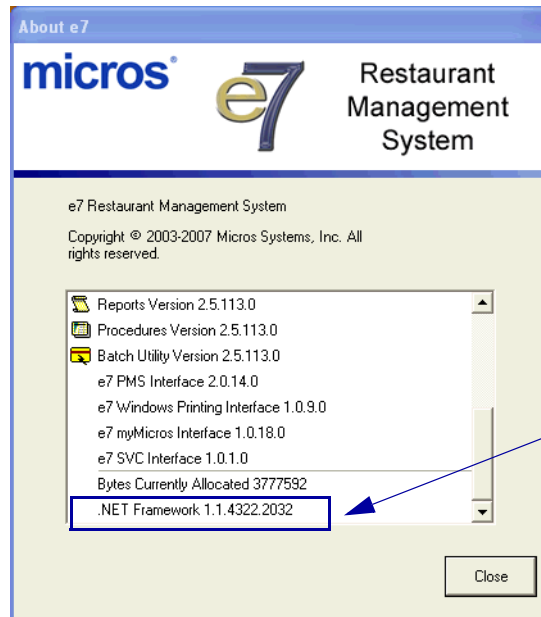 About e7
micros®
e7
Restaurant
Management
System
e7 Restaurant Management System
Copyright © 2003-2007 Micros Systems, Inc. All
rights reserved.
Reports Version 2.5.113.0
Procedures Version 2.5.113.0
Batch Utility Version 2.5.113.0
e7 PMS Interface 2.0.14.0
e7 Windows Printing Interface 1.0.9.0
e7 myMicros Interface 1.0.18.0
e7 SVC Interface 1.0.1.0
Bytes Currently Allocated 3777592
.NET Framework 1.1.4322.2032
Close